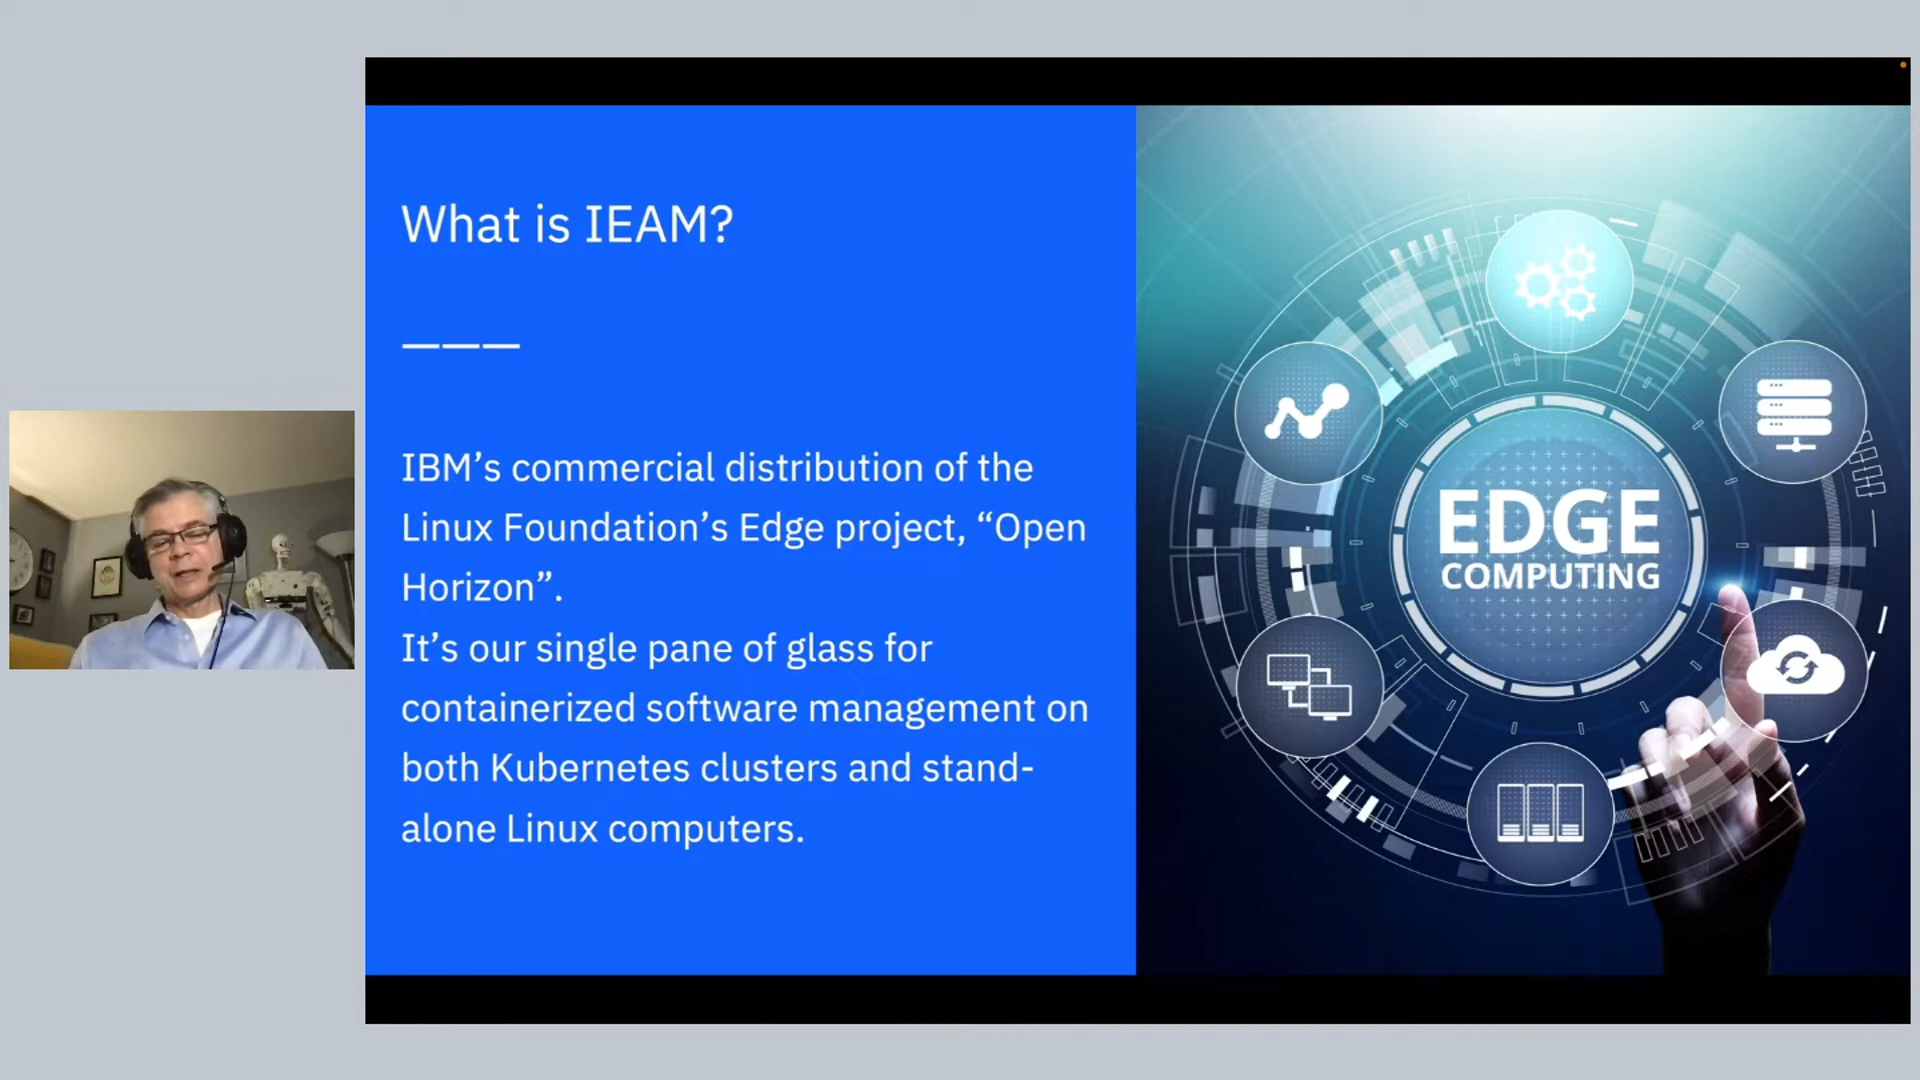 What is IEAM?
———
IBM’s commercial distribution of the
Linux Foundation’s Edge project, “Open
Horizon”.
It’s our single pane of glass for
containerized software management on
both Kubernetes clusters and stand-
alone Linux computers.
EDGE
COMPUTING